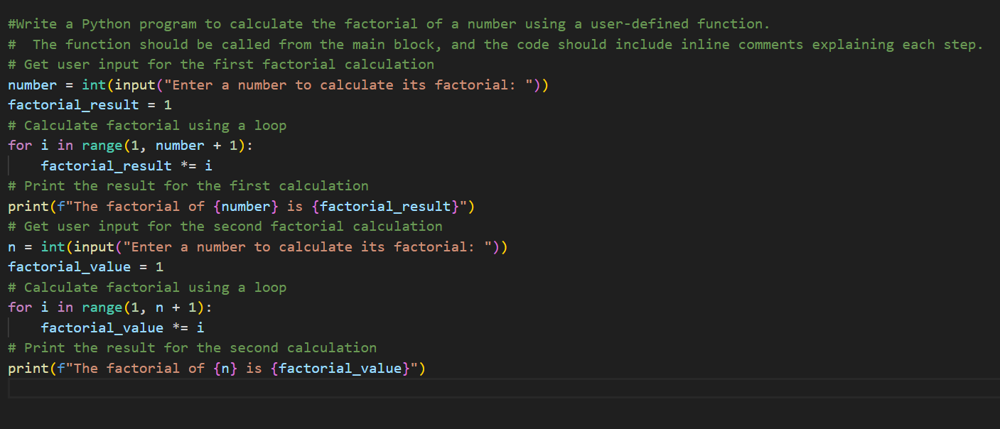 #Write a Python program to calculate the factorial of a number using a user-defined function.
#  The function should be called from the main block, and the code should include inline comments explaining each step.
# Get user input for the first factorial calculation
number = int(input("Enter a number to calculate its factorial: "))
factorial_result = 1
# Calculate factorial using a loop
for i in range(1, number + 1):
    factorial_result *= i
# Print the result for the first calculation
print(f"The factorial of {number} is {factorial_result}")
# Get user input for the second factorial calculation
n = int(input("Enter a number to calculate its factorial: "))
factorial_value = 1
# Calculate factorial using a loop
for i in range(1, n + 1):
    factorial_value *= i
# Print the result for the second calculation
print(f"The factorial of {n} is {factorial_value}")